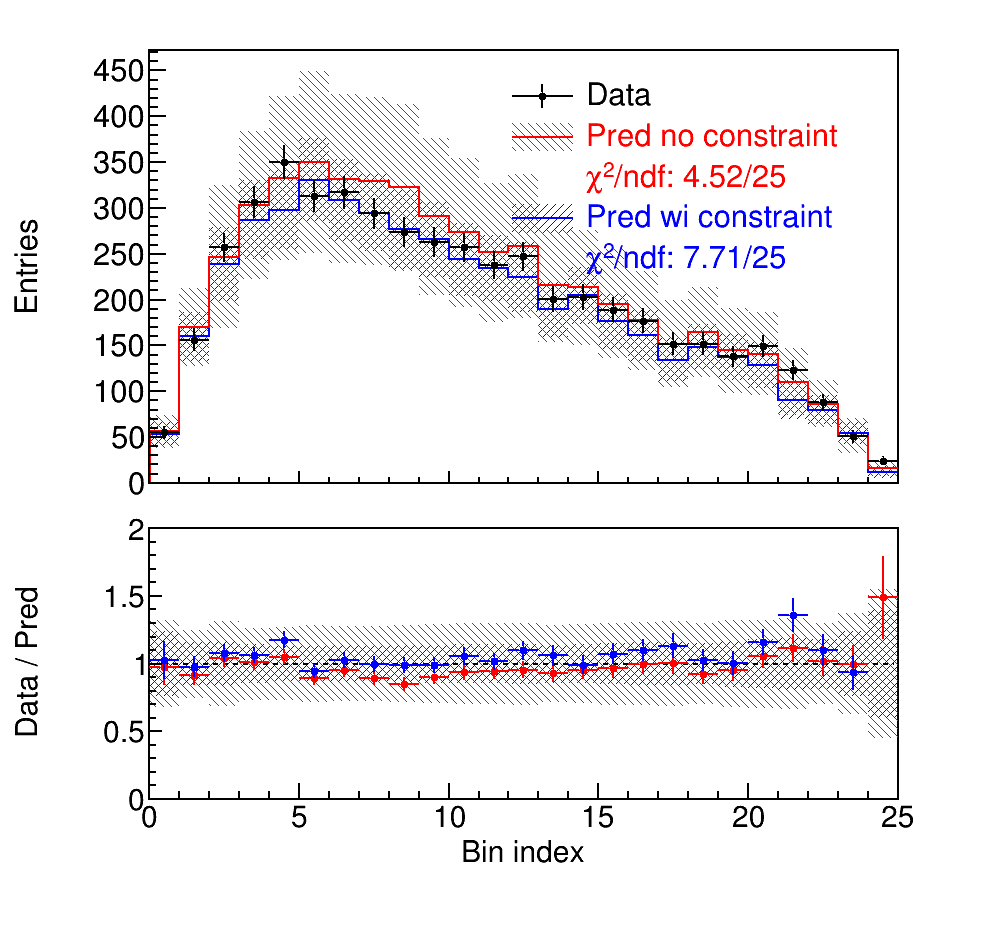 450
400
350
300
250
200
150
100
50
0
Entries
Data
Pred no constraint
χ²/ndf: 4.52/25
Pred wi constraint
χ²/ndf: 7.71/25
2
1.5
1
0.5
0
Data / Pred
0 5 10 15 20 25
Bin index